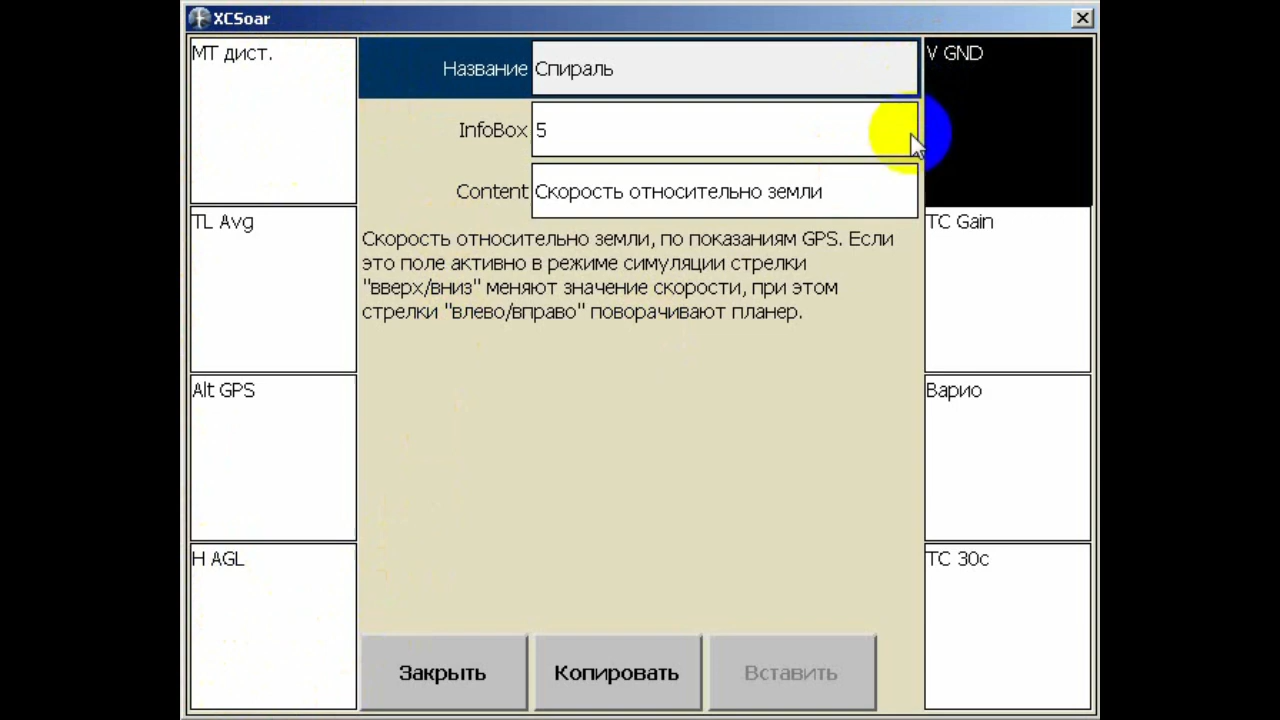 XCSoar
МТ дист.
TL Avg
Alt GPS
H AGL
Название Спираль
InfoBox 5
Content Скорость относительно земли
Скорость относительно земли, по показаниям GPS. Если
это поле активно в режиме симуляции стрелки
"вверх/вниз" меняют значение скорости, при этом
стрелки "влево/вправо" поворачивают планер.
Закрыть
Копировать
Вставить
V GND
TC Gain
Варио
TC 30с